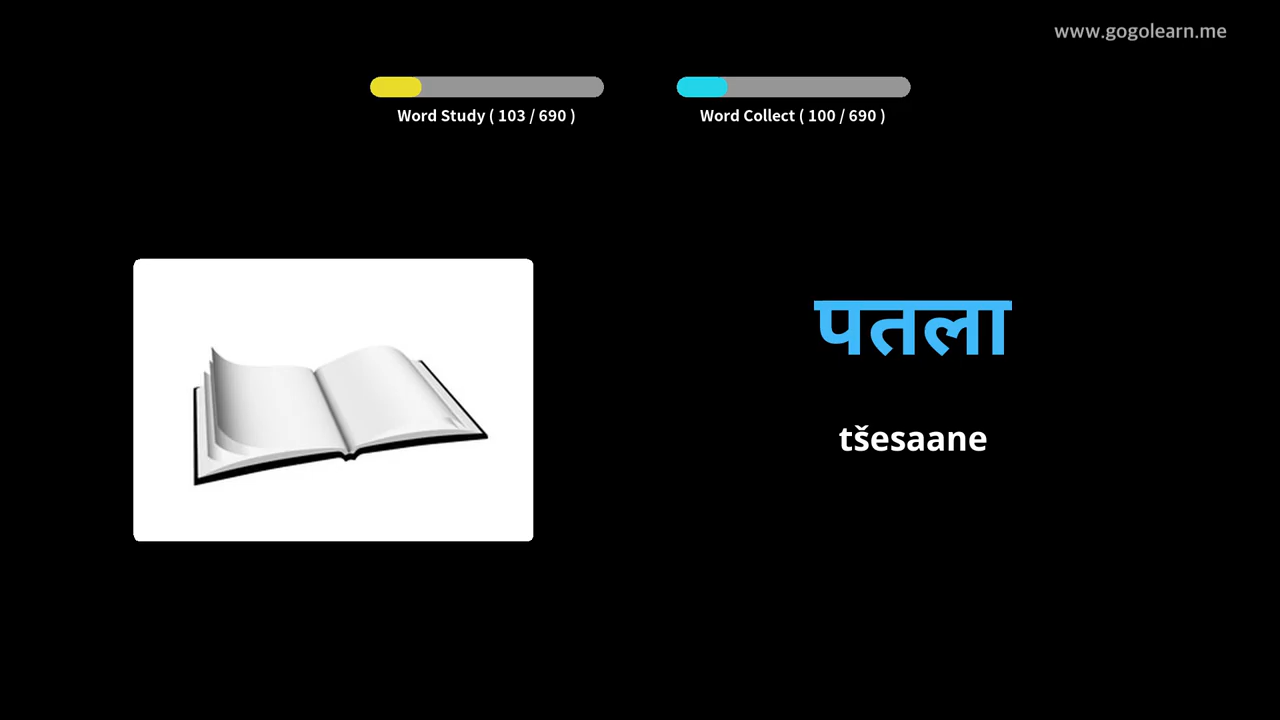 www.gogolearn.me
Word Study ( 103 / 690 )
Word Collect ( 100 / 690 )
पतला
tšesaane